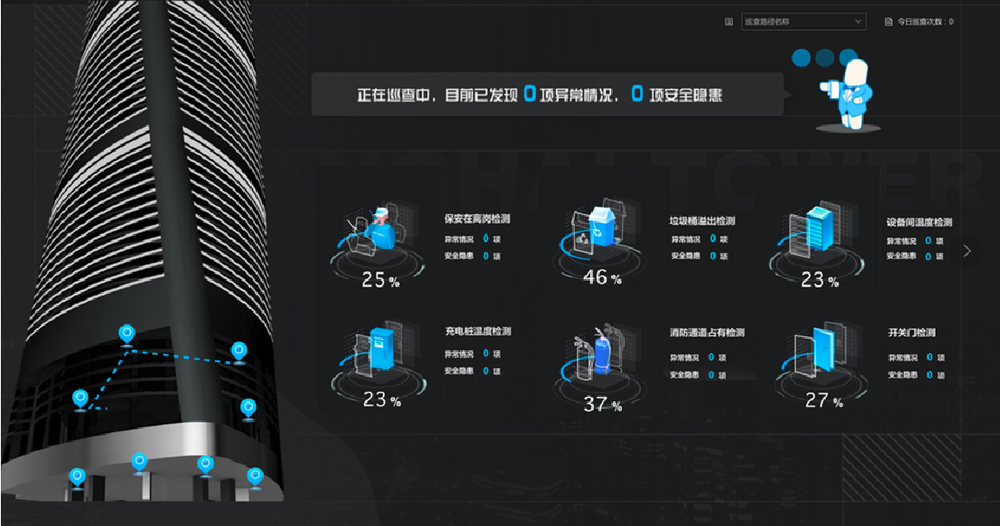 巡查路径名称
今日巡查次数：0
正在巡查中，目前已发现 0 项异常情况， 0 项安全隐患
SHANGHAI TOWER
保安在离岗检测
异常情况 0 项
安全隐患 0 项
25 %
垃圾桶溢出检测
异常情况 0 项
安全隐患 0 项
46 %
设备间温度检测
异常情况 0 项
安全隐患 0 项
23 %
充电桩温度检测
异常情况 0 项
安全隐患 0 项
23 %
消防通道占有检测
异常情况 0 项
安全隐患 0 项
37 %
开关门检测
异常情况 0 项
安全隐患 0 项
27 %